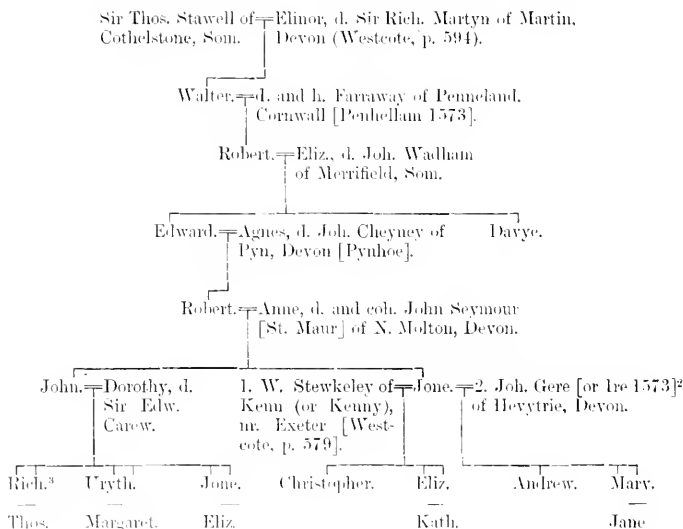 Sir Thos. Stawell of Elinor, d. Sir Rich. Martyn of Martin,
Cothelstone, Som. Devon (Westcote, p. 594).
Walter. d. and h. Farraway of Penneland,
Cornwall [Penhellam 1573].
Robert. Eliz., d. Joh. Wadham
of Merrifield, Som.
Edward. Agnes, d. Joh. Cheyney of Davye.
Pyn, Devon [Pynhoe].
Robert. Anne, d. and coh. John Seymour
[St. Maur] of N. Molton, Devon.
John. Dorothy, d. 1. W. Stewkeley of Jone. 2. Joh. Gere [or Ire 1573]²
Sir Edw. Kenn (or Kenny), of Hevytrie, Devon.
Carew. nr. Exeter [West-
cote, p. 579].
Rich.³ Uryth. Jone. Christopher. Eliz. Andrew. Mary.
Thos. Margaret. Eliz. Kath. Jane